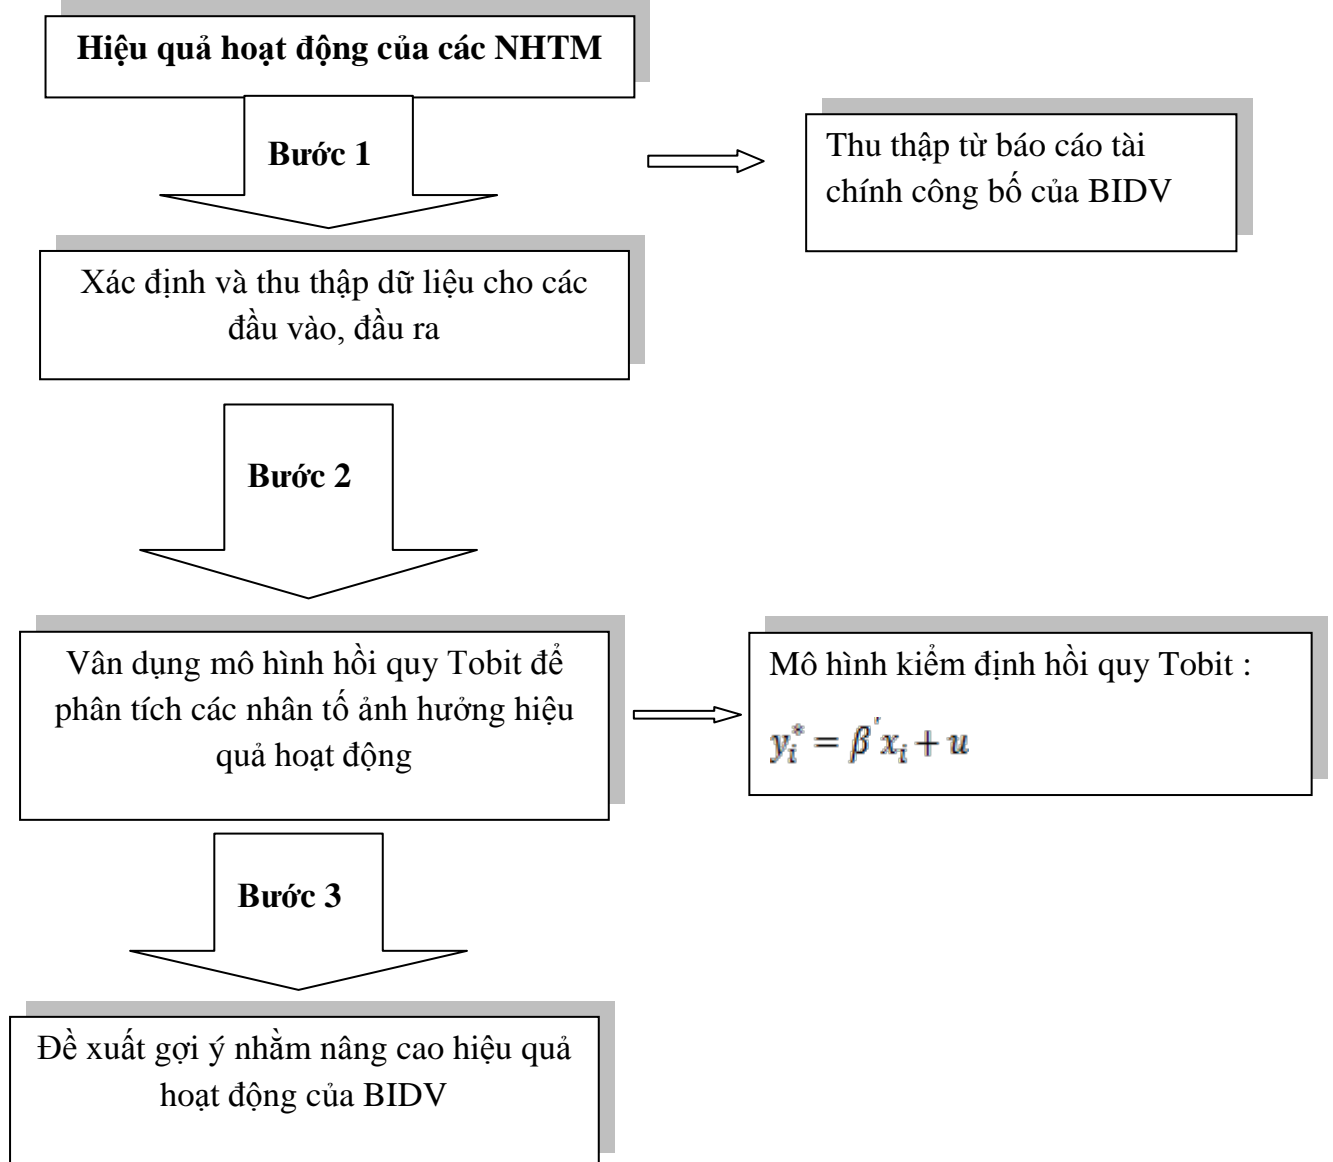 Hiệu quả hoạt động của các NHTM
Bước 1
Thu thập từ báo cáo tài
chính công bố của BIDV
Xác định và thu thập dữ liệu cho các
đầu vào, đầu ra
Bước 2
Vân dụng mô hình hồi quy Tobit để
phân tích các nhân tố ảnh hưởng hiệu
quả hoạt động
Mô hình kiểm định hồi quy Tobit :
y_i^* = β'x_i + u
Bước 3
Đề xuất gợi ý nhằm nâng cao hiệu quả
hoạt động của BIDV